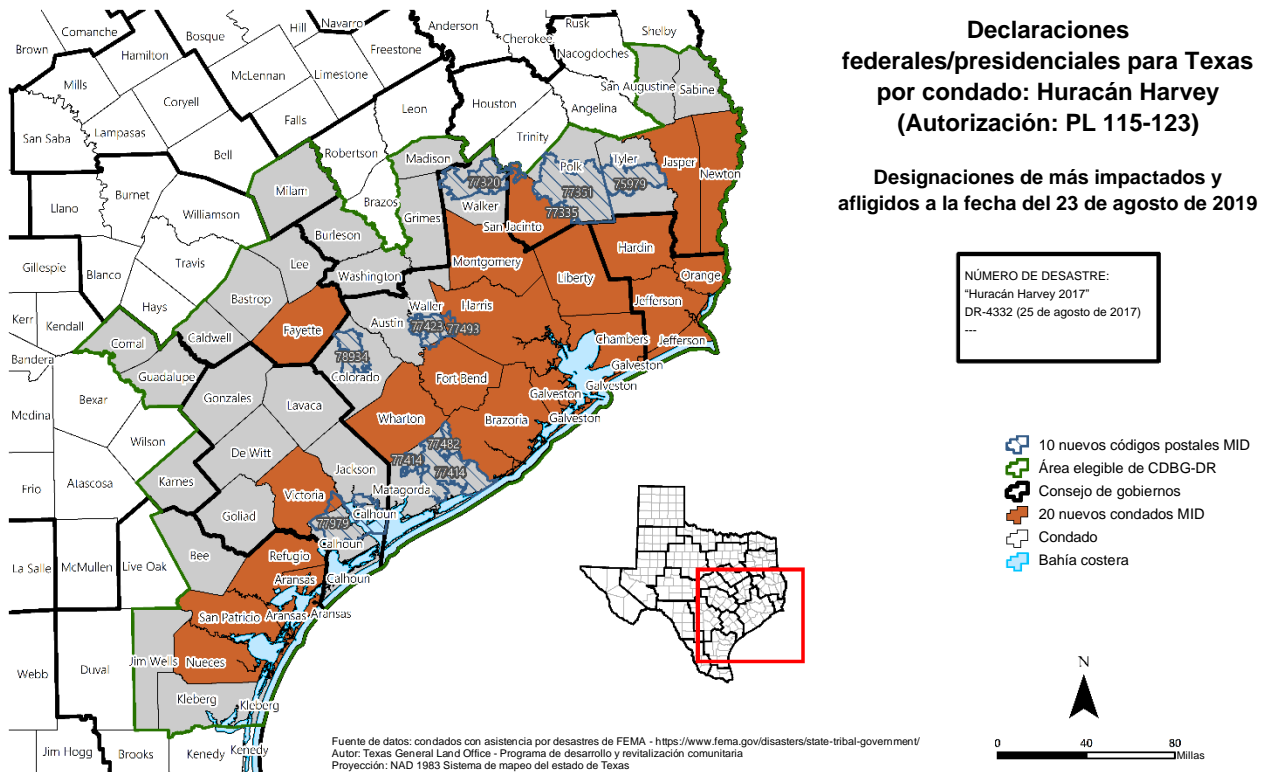 Declaraciones
federales/presidenciales para Texas
por condado: Huracán Harvey
(Autorización: PL 115-123)
Designaciones de más impactados y
afligidos a la fecha del 23 de agosto de 2019
NÚMERO DE DESASTRE:
“Huracán Harvey 2017”
DR-4332 (25 de agosto de 2017)
---
10 nuevos códigos postales MID
Área elegible de CDBG-DR
Consejo de gobiernos
20 nuevos condados MID
Condado
Bahía costera
Comanche
Hill
Navarro
Anderson
Rusk
Shelby
Brown
Hamilton
Bosque
Freestone
Cherokee
Nacogdoches
Mills
McLennan
Limestone
San Augustine
Sabine
Coryell
Leon
Houston
Angelina
San Saba
Lampasas
Falls
Trinity
Bell
Robertson
Madison
Polk
Tyler
Jasper
Newton
Burnet
Milam
77320
77351
75979
Llano
Williamson
Brazos
Walker
77335
Grimes
San Jacinto
Burleson
Hardin
Gillespie
Blanco
Travis
Lee
Washington
Montgomery
Liberty
Orange
Hays
Bastrop
Waller
Harris
Jefferson
Kerr
Kendall
Caldwell
Fayette
Austin
77423
77493
Comal
Chambers
Jefferson
Bandera
78934
Galveston
Guadalupe
Colorado
Fort Bend
Galveston
Galveston
Medina
Bexar
Gonzales
Lavaca
Wharton
Brazoria
Galveston
Wilson
77482
De Witt
77414
77414
Frio
Atascosa
Karnes
Jackson
Victoria
Matagorda
Goliad
Calhoun
77979
Calhoun
La Salle
McMullen
Live Oak
Bee
Refugio
Aransas
Calhoun
San Patricio
Aransas
Aransas
Webb
Duval
Jim Wells
Nueces
Kleberg
Kleberg
Jim Hogg
Brooks
Kenedy
Kenedy
N
0
40
80
Millas
Fuente de datos: condados con asistencia por desastres de FEMA - https://www.fema.gov/disasters/state-tribal-government/
Autor: Texas General Land Office - Programa de desarrollo y revitalización comunitaria
Proyección: NAD 1983 Sistema de mapeo del estado de Texas